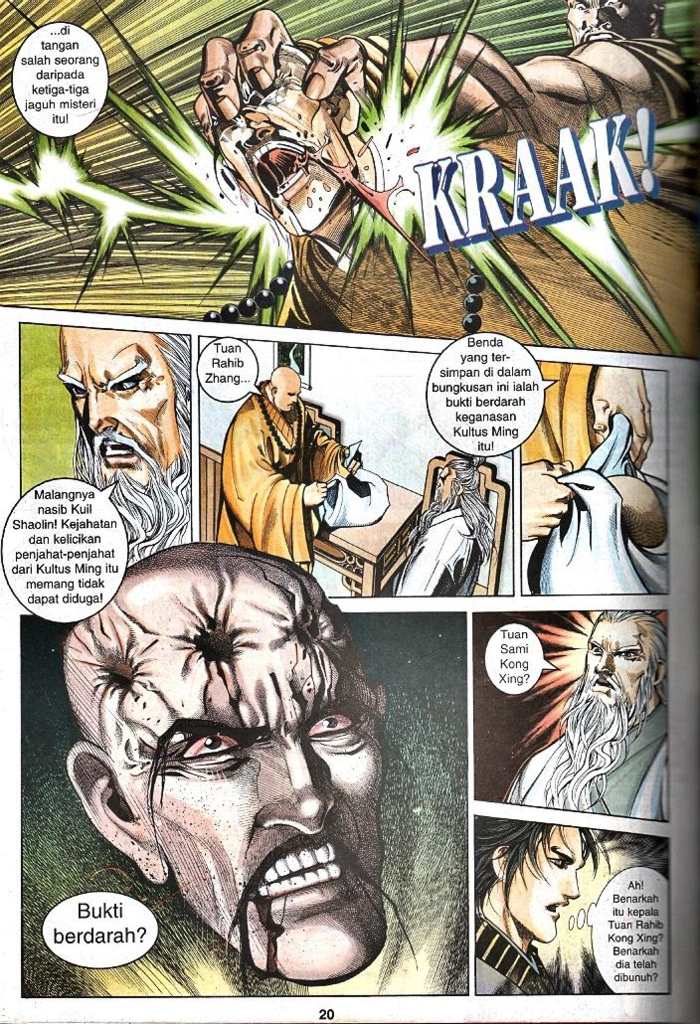 ...di
tangan
salah seorang
daripada
ketiga-tiga
jaguh misteri
itu!
KRAAK!
Malangnya
nasib Kuil
Shaolin! Kejahatan
dan kelicikan
penjahat-penjahat
dari Kultus Ming itu
memang tidak
dapat diduga!
Tuan
Rahib
Zhang...
Benda
yang ter-
simpan di dalam
bungkusan ini ialah
bukti berdarah
keganasan
Kultus Ming
itu!
Bukti
berdarah?
Tuan
Sami
Kong
Xing?
Ah!
Benarkah
itu kepala
Tuan Rahib
Kong Xing?
Benarkah
dia telah
dibunuh?
20